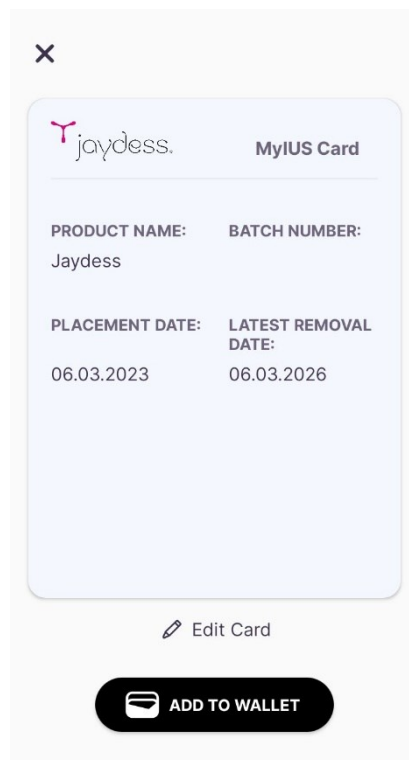 jaydess.
MyIUS Card
PRODUCT NAME:
Jaydess
BATCH NUMBER:
PLACEMENT DATE:
06.03.2023
LATEST REMOVAL
DATE:
06.03.2026
Edit Card
ADD TO WALLET